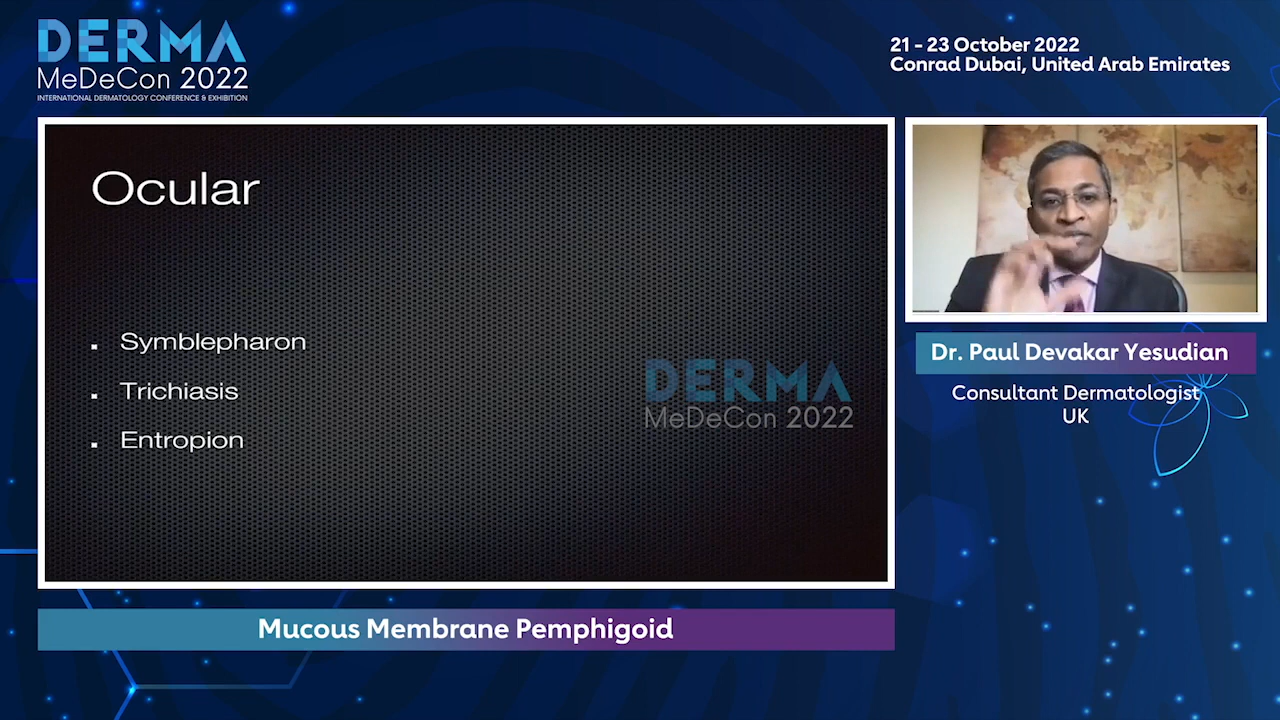 DERMA
MeDeCon 2022
INTERNATIONAL DERMATOLOGY CONFERENCE & EXHIBITION
21 - 23 October 2022
Conrad Dubai, United Arab Emirates
Ocular
▪ Symblepharon
▪ Trichiasis
▪ Entropion
DERMA
MeDeCon 2022
Dr. Paul Devakar Yesudian
Consultant Dermatologist
UK
Mucous Membrane Pemphigoid